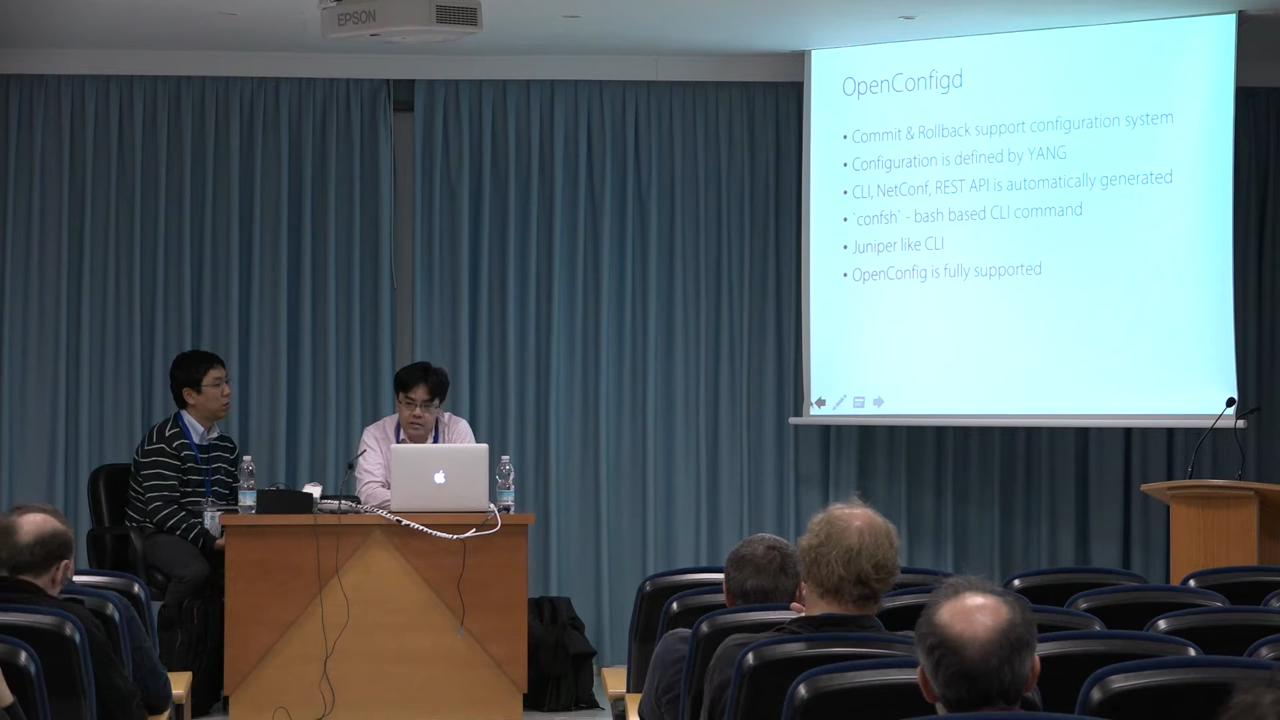 EPSON
OpenConfigd
• Commit & Rollback support configuration system
• Configuration is defined by YANG
• CLI, NetConf, REST API is automatically generated
• `confsh` - bash based CLI command
• Juniper like CLI
• OpenConfig is fully supported